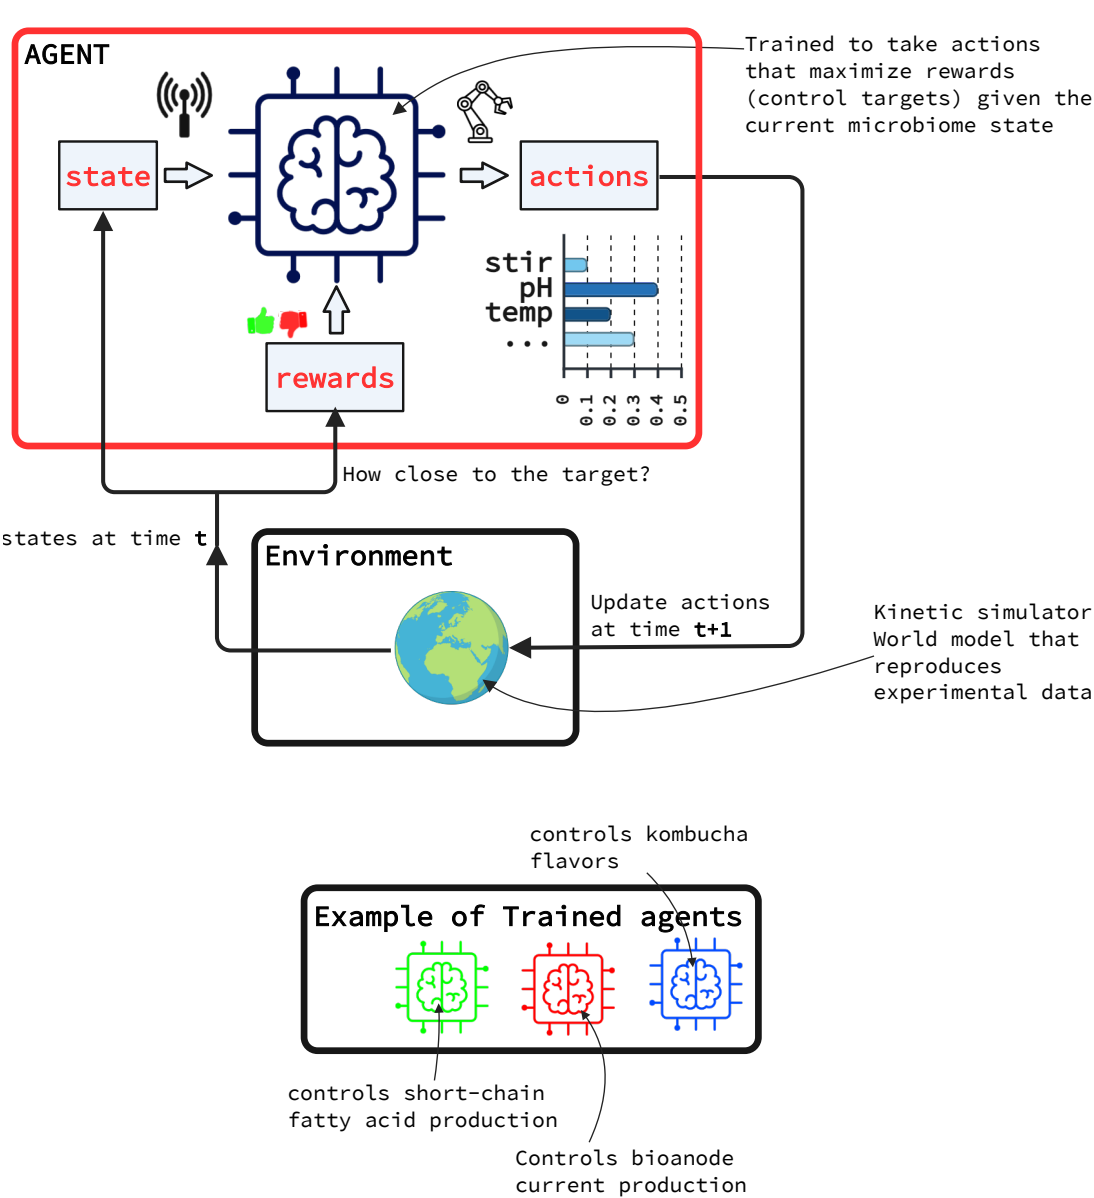 AGENT
Trained to take actions
that maximize rewards
(control targets) given the
current microbiome state
state
actions
stir
pH
temp
...
0
0.1
0.2
0.3
0.4
0.5
rewards
How close to the target?
states at time t
Environment
Update actions
at time t+1
Kinetic simulator
World model that
reproduces
experimental data
controls kombucha
flavors
Example of Trained agents
controls short-chain
fatty acid production
Controls bioanode
current production